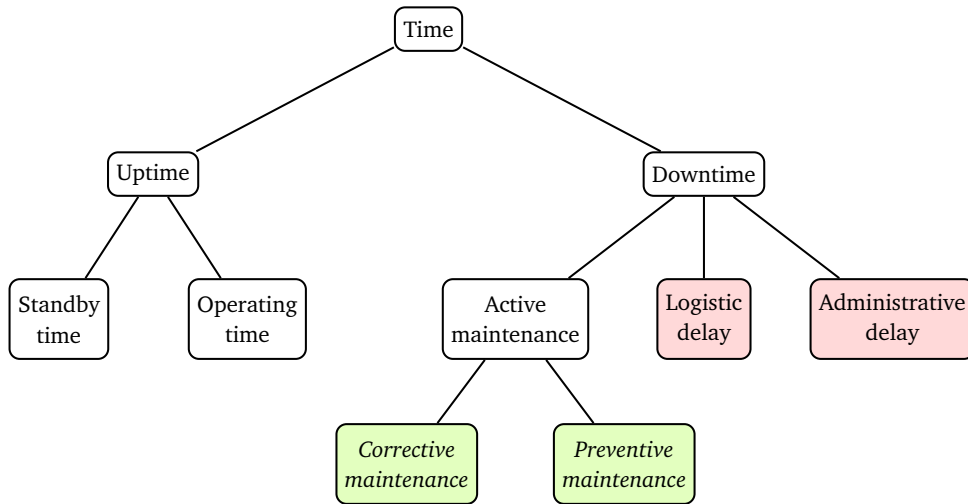 Time
Uptime
Downtime
Standby
time
Operating
time
Active
maintenance
Logistic
delay
Administrative
delay
Corrective
maintenance
Preventive
maintenance